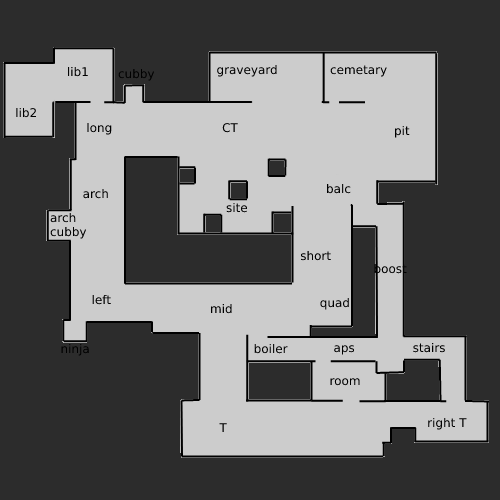 lib1
cubby
graveyard
cemetary
lib2
long
CT
pit
arch
balc
site
arch
cubby
short
boost
left
mid
quad
ninja
boiler
aps
stairs
room
T
right T